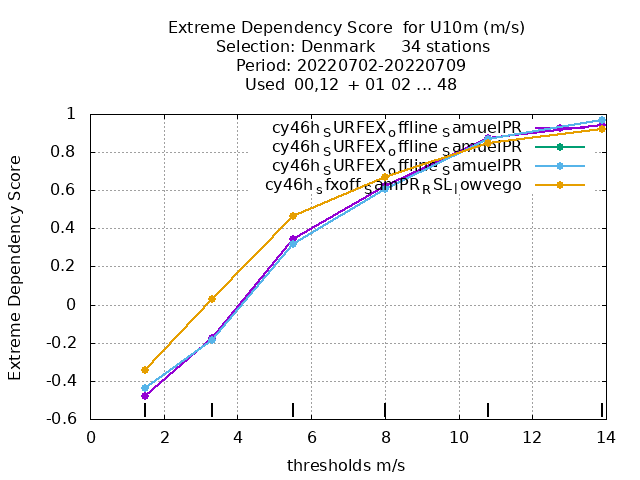 Extreme Dependency Score for U10m (m/s)
Selection: Denmark 34 stations
Period: 20220702-20220709
Used 00,12 + 01 02 ... 48
Extreme Dependency Score
1
0.8
0.6
0.4
0.2
0
-0.2
-0.4
-0.6
cy46h_SURFEX_offline_SamuelPR
cy46h_SURFEX_offline_SamuelPR
cy46h_SURFEX_offline_SamuelPR
cy46h_sfxoff_SamPR_RSL_lowvego
0 2 4 6 8 10 12 14
thresholds m/s